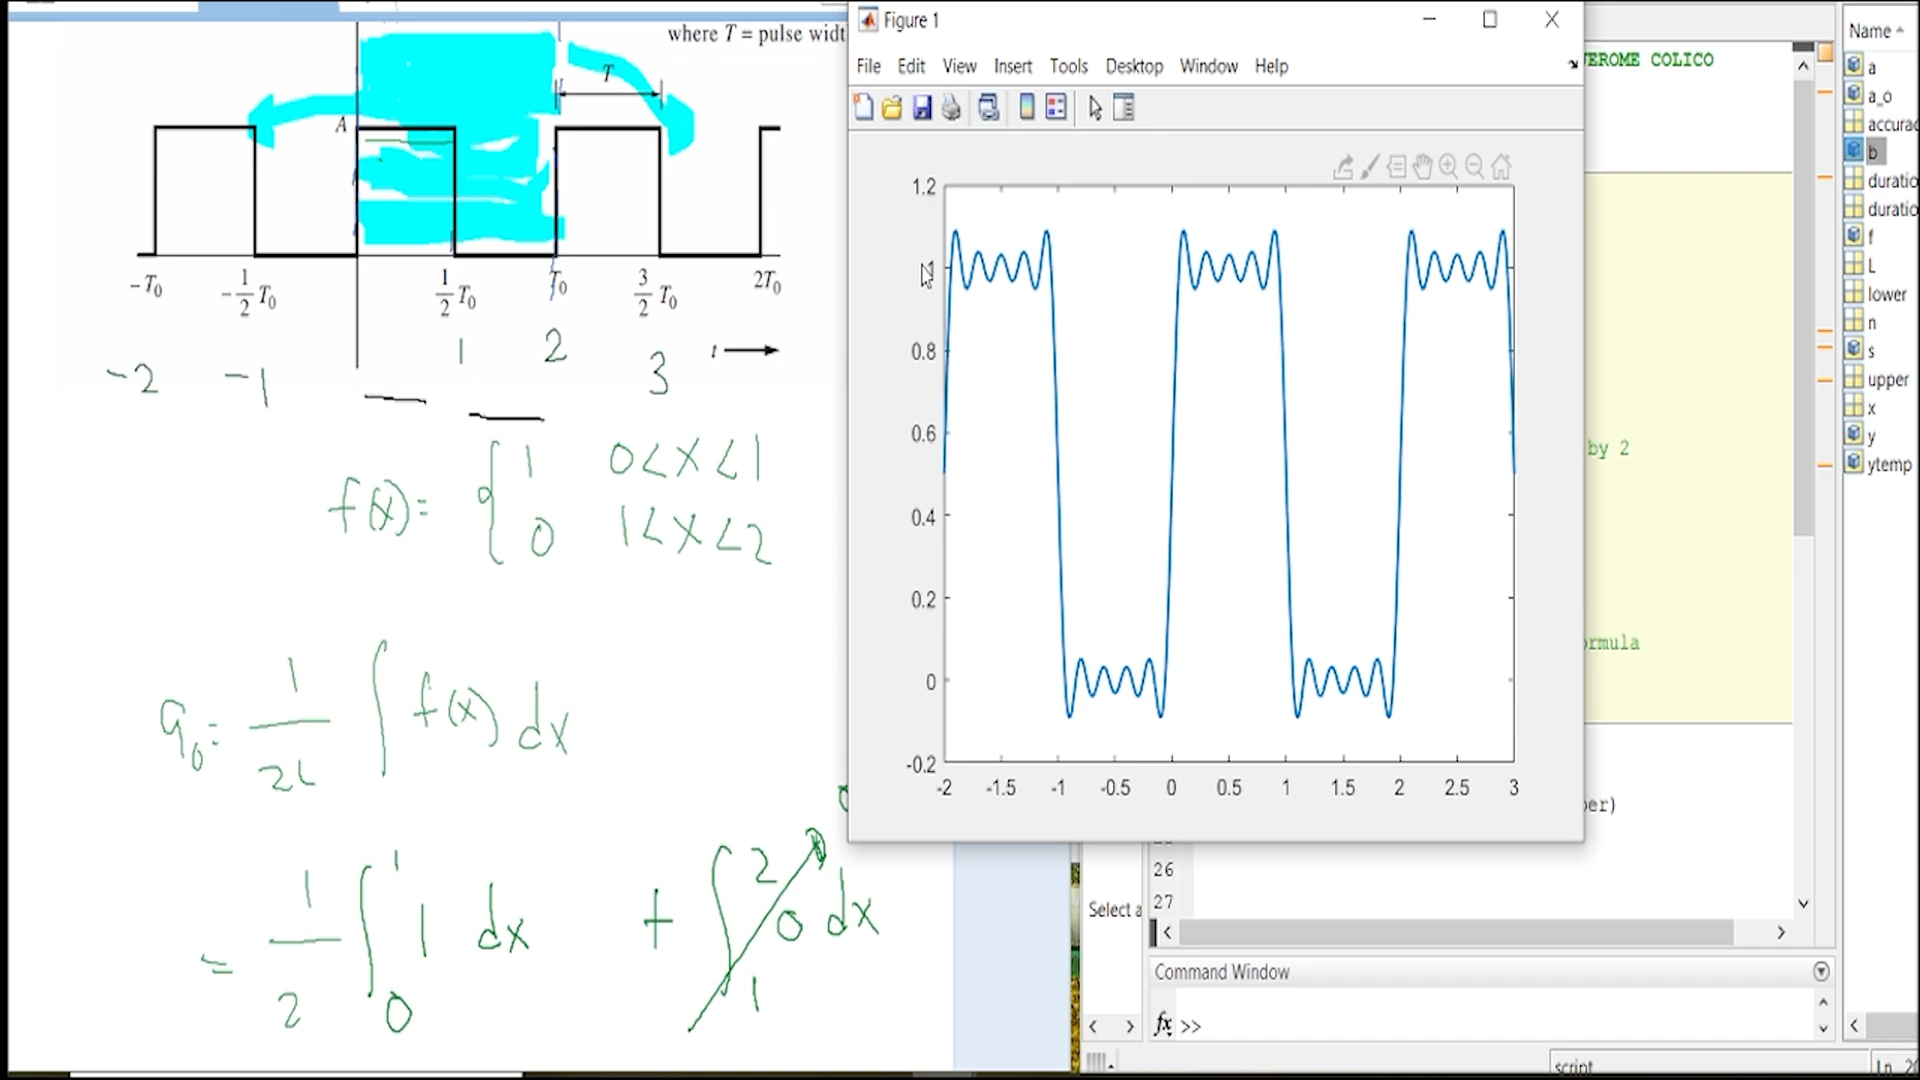 where T = pulse widt
T
A
-T0 -1/2 T0 1/2 T0 T0 3/2 T0 2T0
t
-2 -1 1 2 3
f(x)= { 1 0<x<1
0 1<x<2
a0= 1/2L ∫ f(x) dx
= 1/2 ∫ 0 1 1 dx + ∫ 1 2 0 dx
0
Figure 1
File Edit View Insert Tools Desktop Window Help
1.2
1
0.8
0.6
0.4
0.2
0
-0.2
-2 -1.5 -1 -0.5 0 0.5 1 1.5 2 2.5 3
EROME COLICO
by 2
ormula
er)
26
27
Select a
Command Window
fx >>
script
Ln
Name
a
a_o
accurac
b
duratio
duratio
f
L
lower
n
s
upper
x
y
ytemp